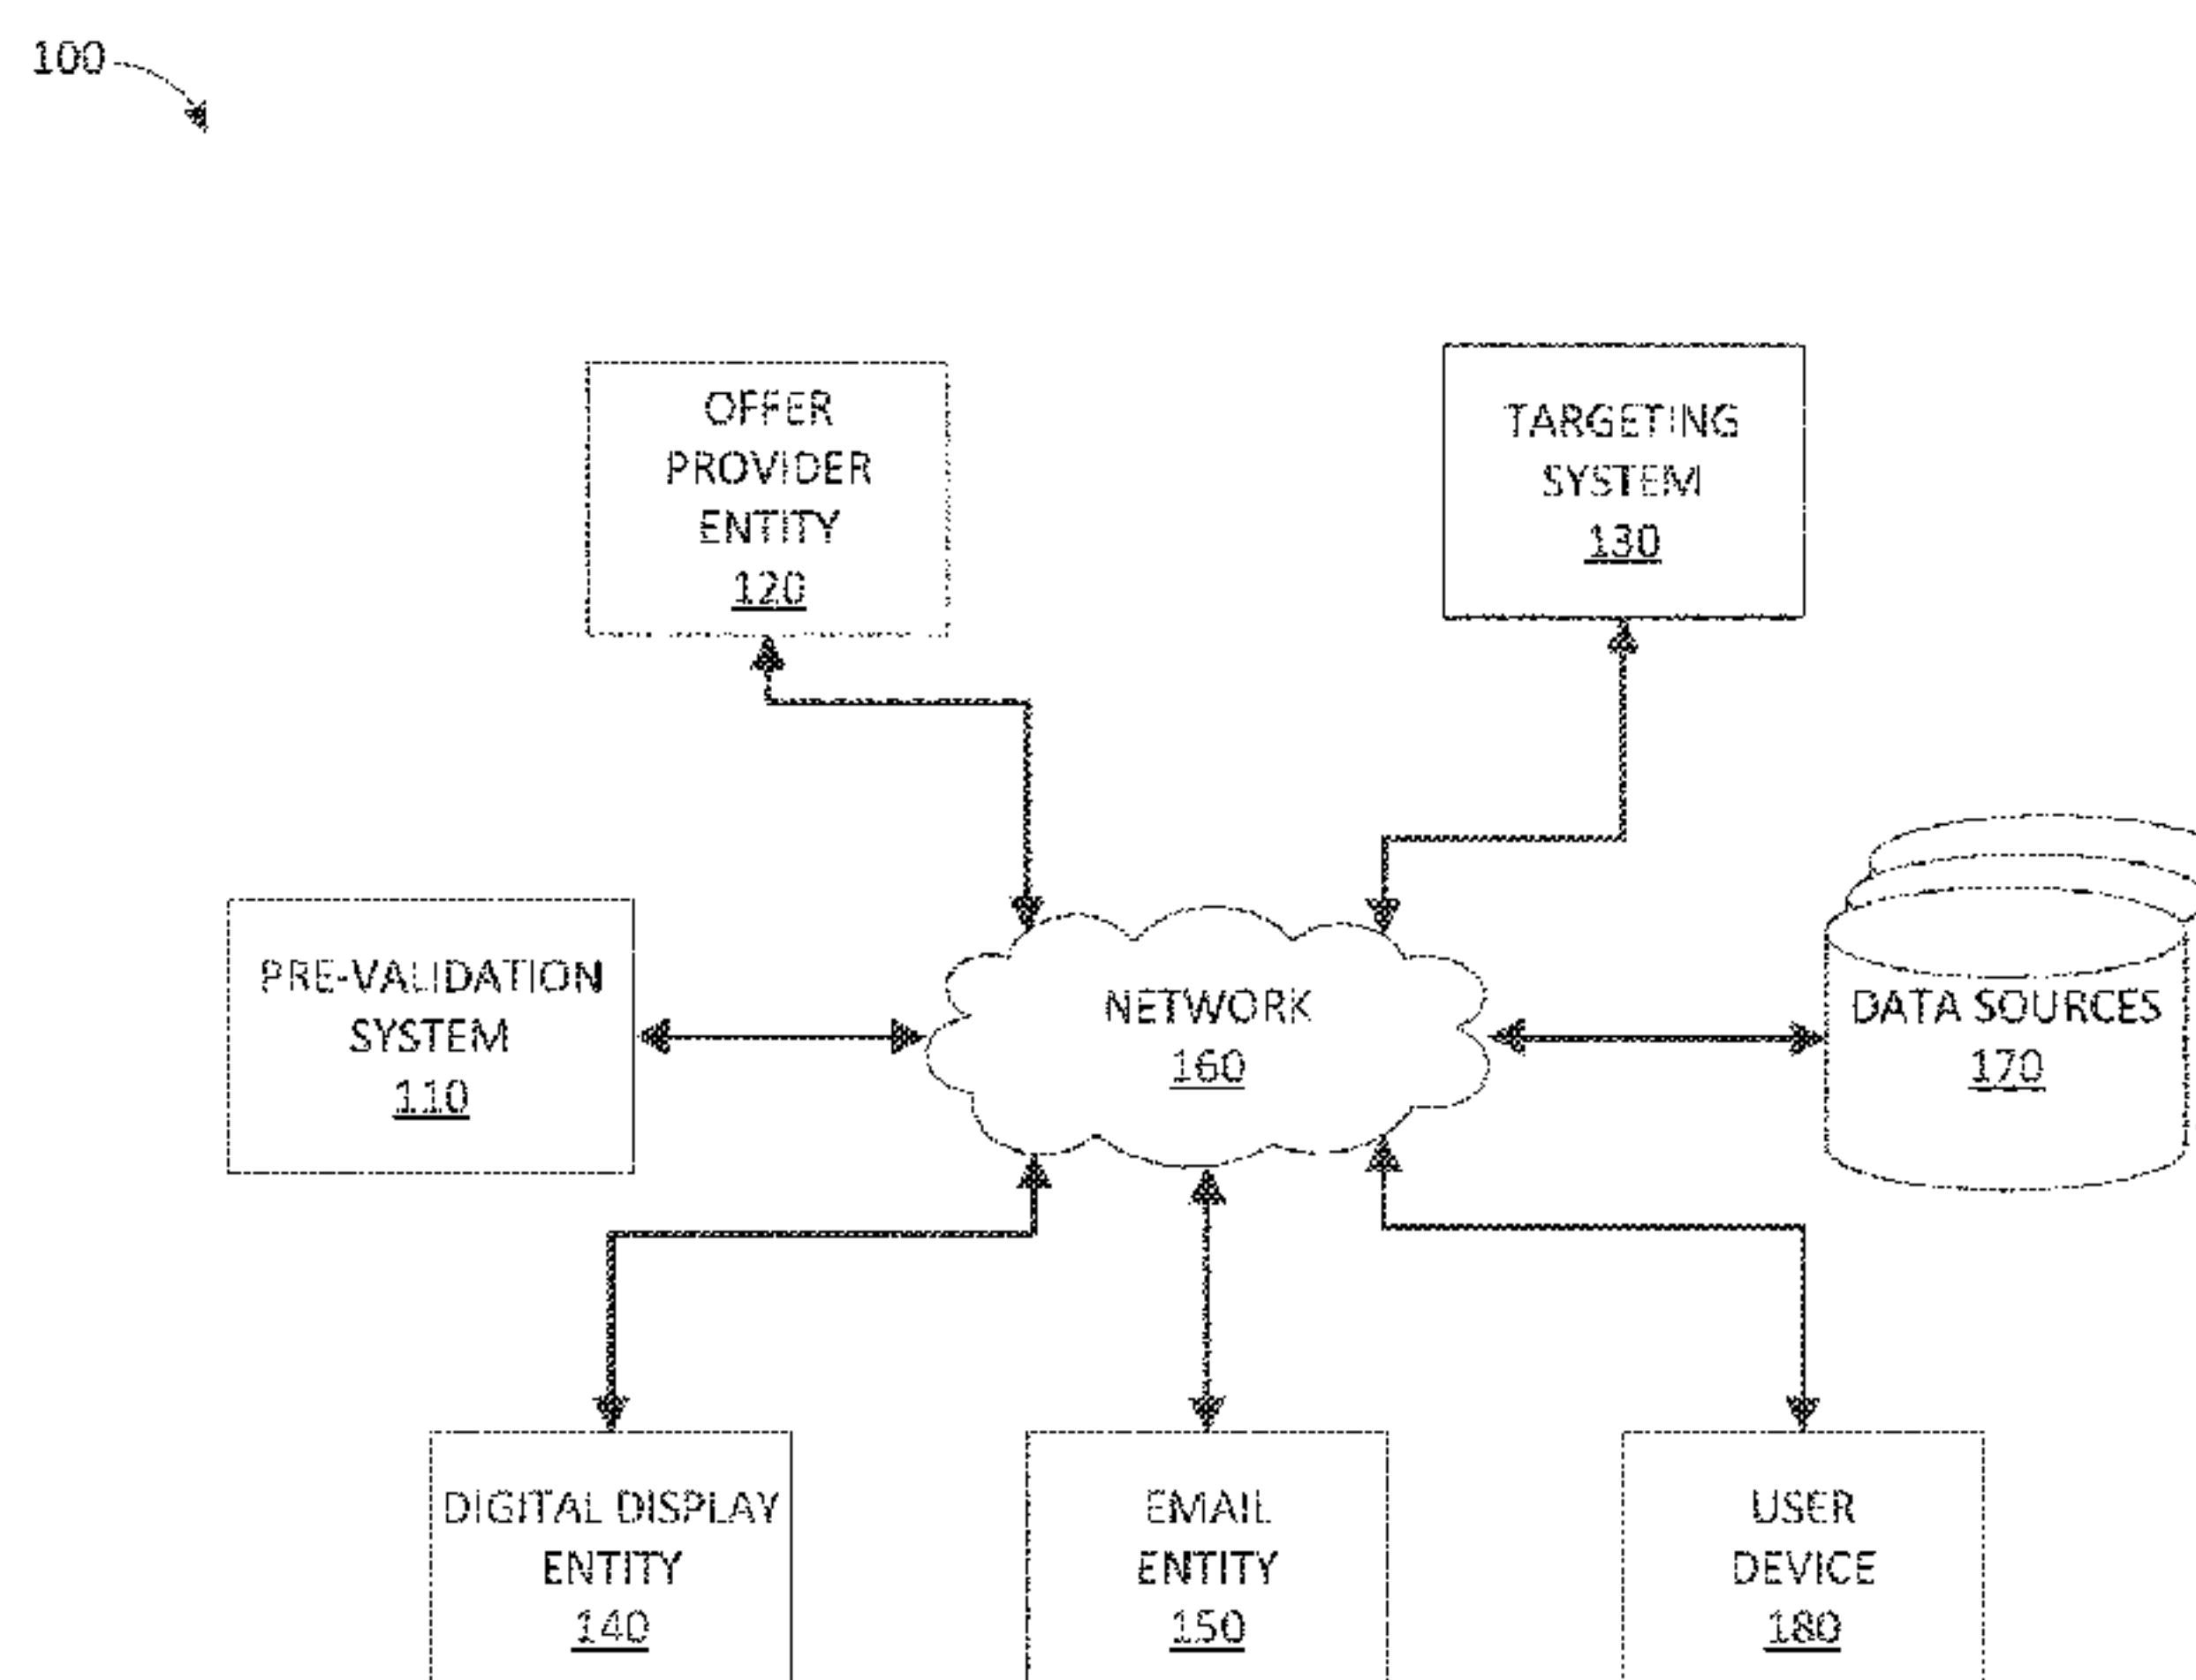 100
OFFER
PROVIDER
ENTITY
120
TARGETING
SYSTEM
130
PRE-VALIDATION
SYSTEM
110
NETWORK
160
DATA SOURCES
170
DIGITAL DISPLAY
ENTITY
140
EMAIL
ENTITY
150
USER
DEVICE
180